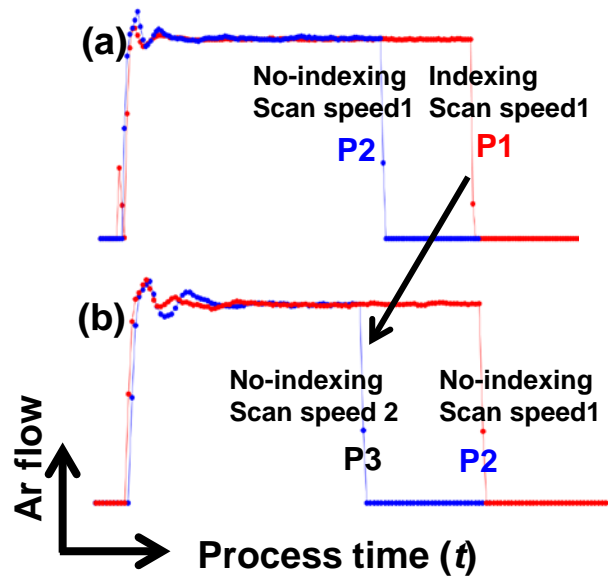 (a)
No-indexing
Scan speed1
P2
Indexing
Scan speed1
P1
(b)
No-indexing
Scan speed 2
P3
No-indexing
Scan speed1
P2
Ar flow
Process time (t)